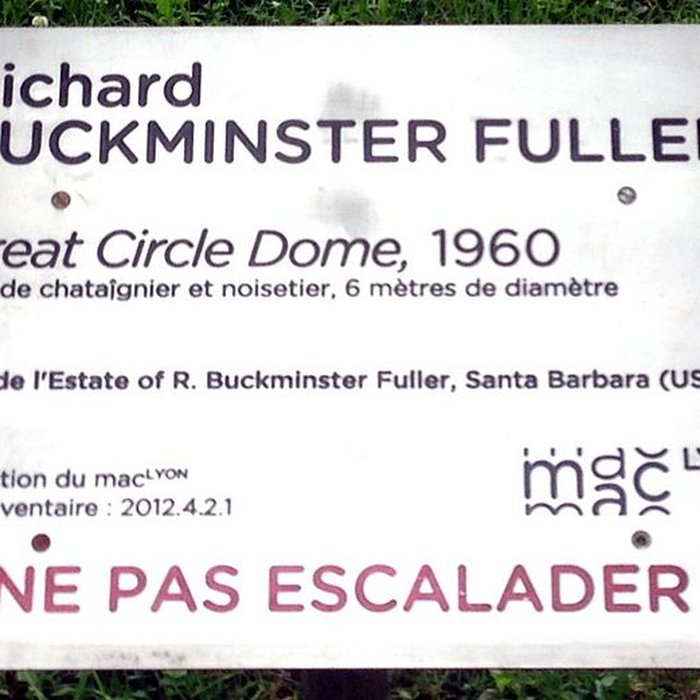 ichard
UCKMINSTER FULLE
reat Circle Dome, 1960
de chataîgnier et noisetier, 6 mètres de diamètre
de l'Estate of R. Buckminster Fuller, Santa Barbara (US
tion du macLYON
ventaire : 2012.4.2.1
mac
NE PAS ESCALADER